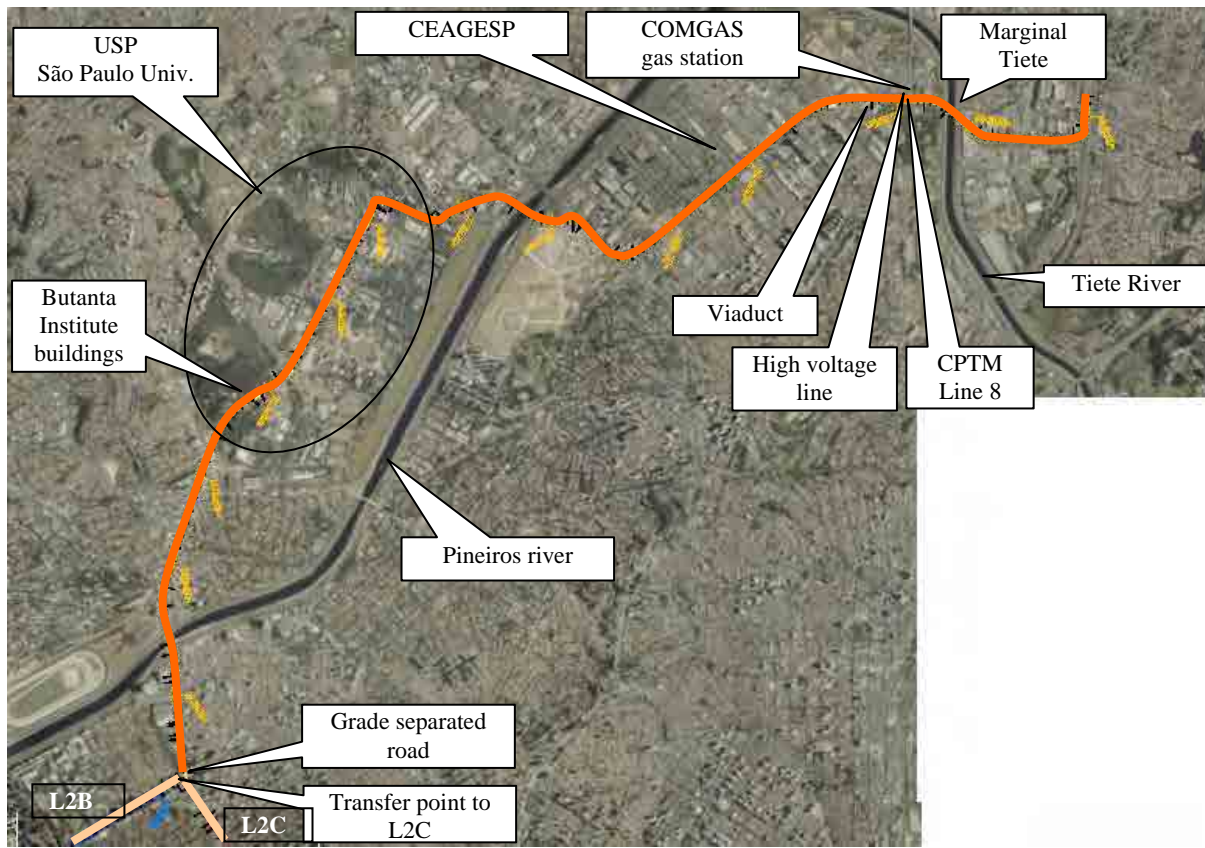 USP
São Paulo Univ.
CEAGESP
COMGAS
gas station
Marginal
Tiete
Butanta
Institute
buildings
Viaduct
High voltage
line
CPTM
Line 8
Tiete River
Pineiros river
Grade separated
road
Transfer point to
L2C
L2B
L2C